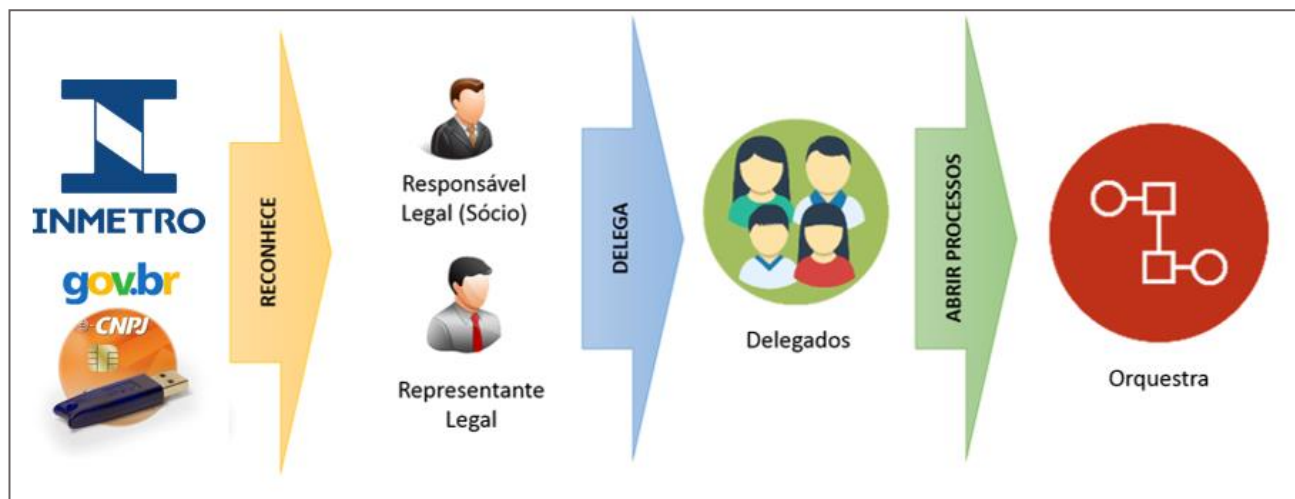 INMETRO
gov.br
e-CNPJ
RECONHECE
Responsável
Legal (Sócio)
Representante
Legal
DELEGA
Delegados
ABRIR PROCESSOS
Orquestra